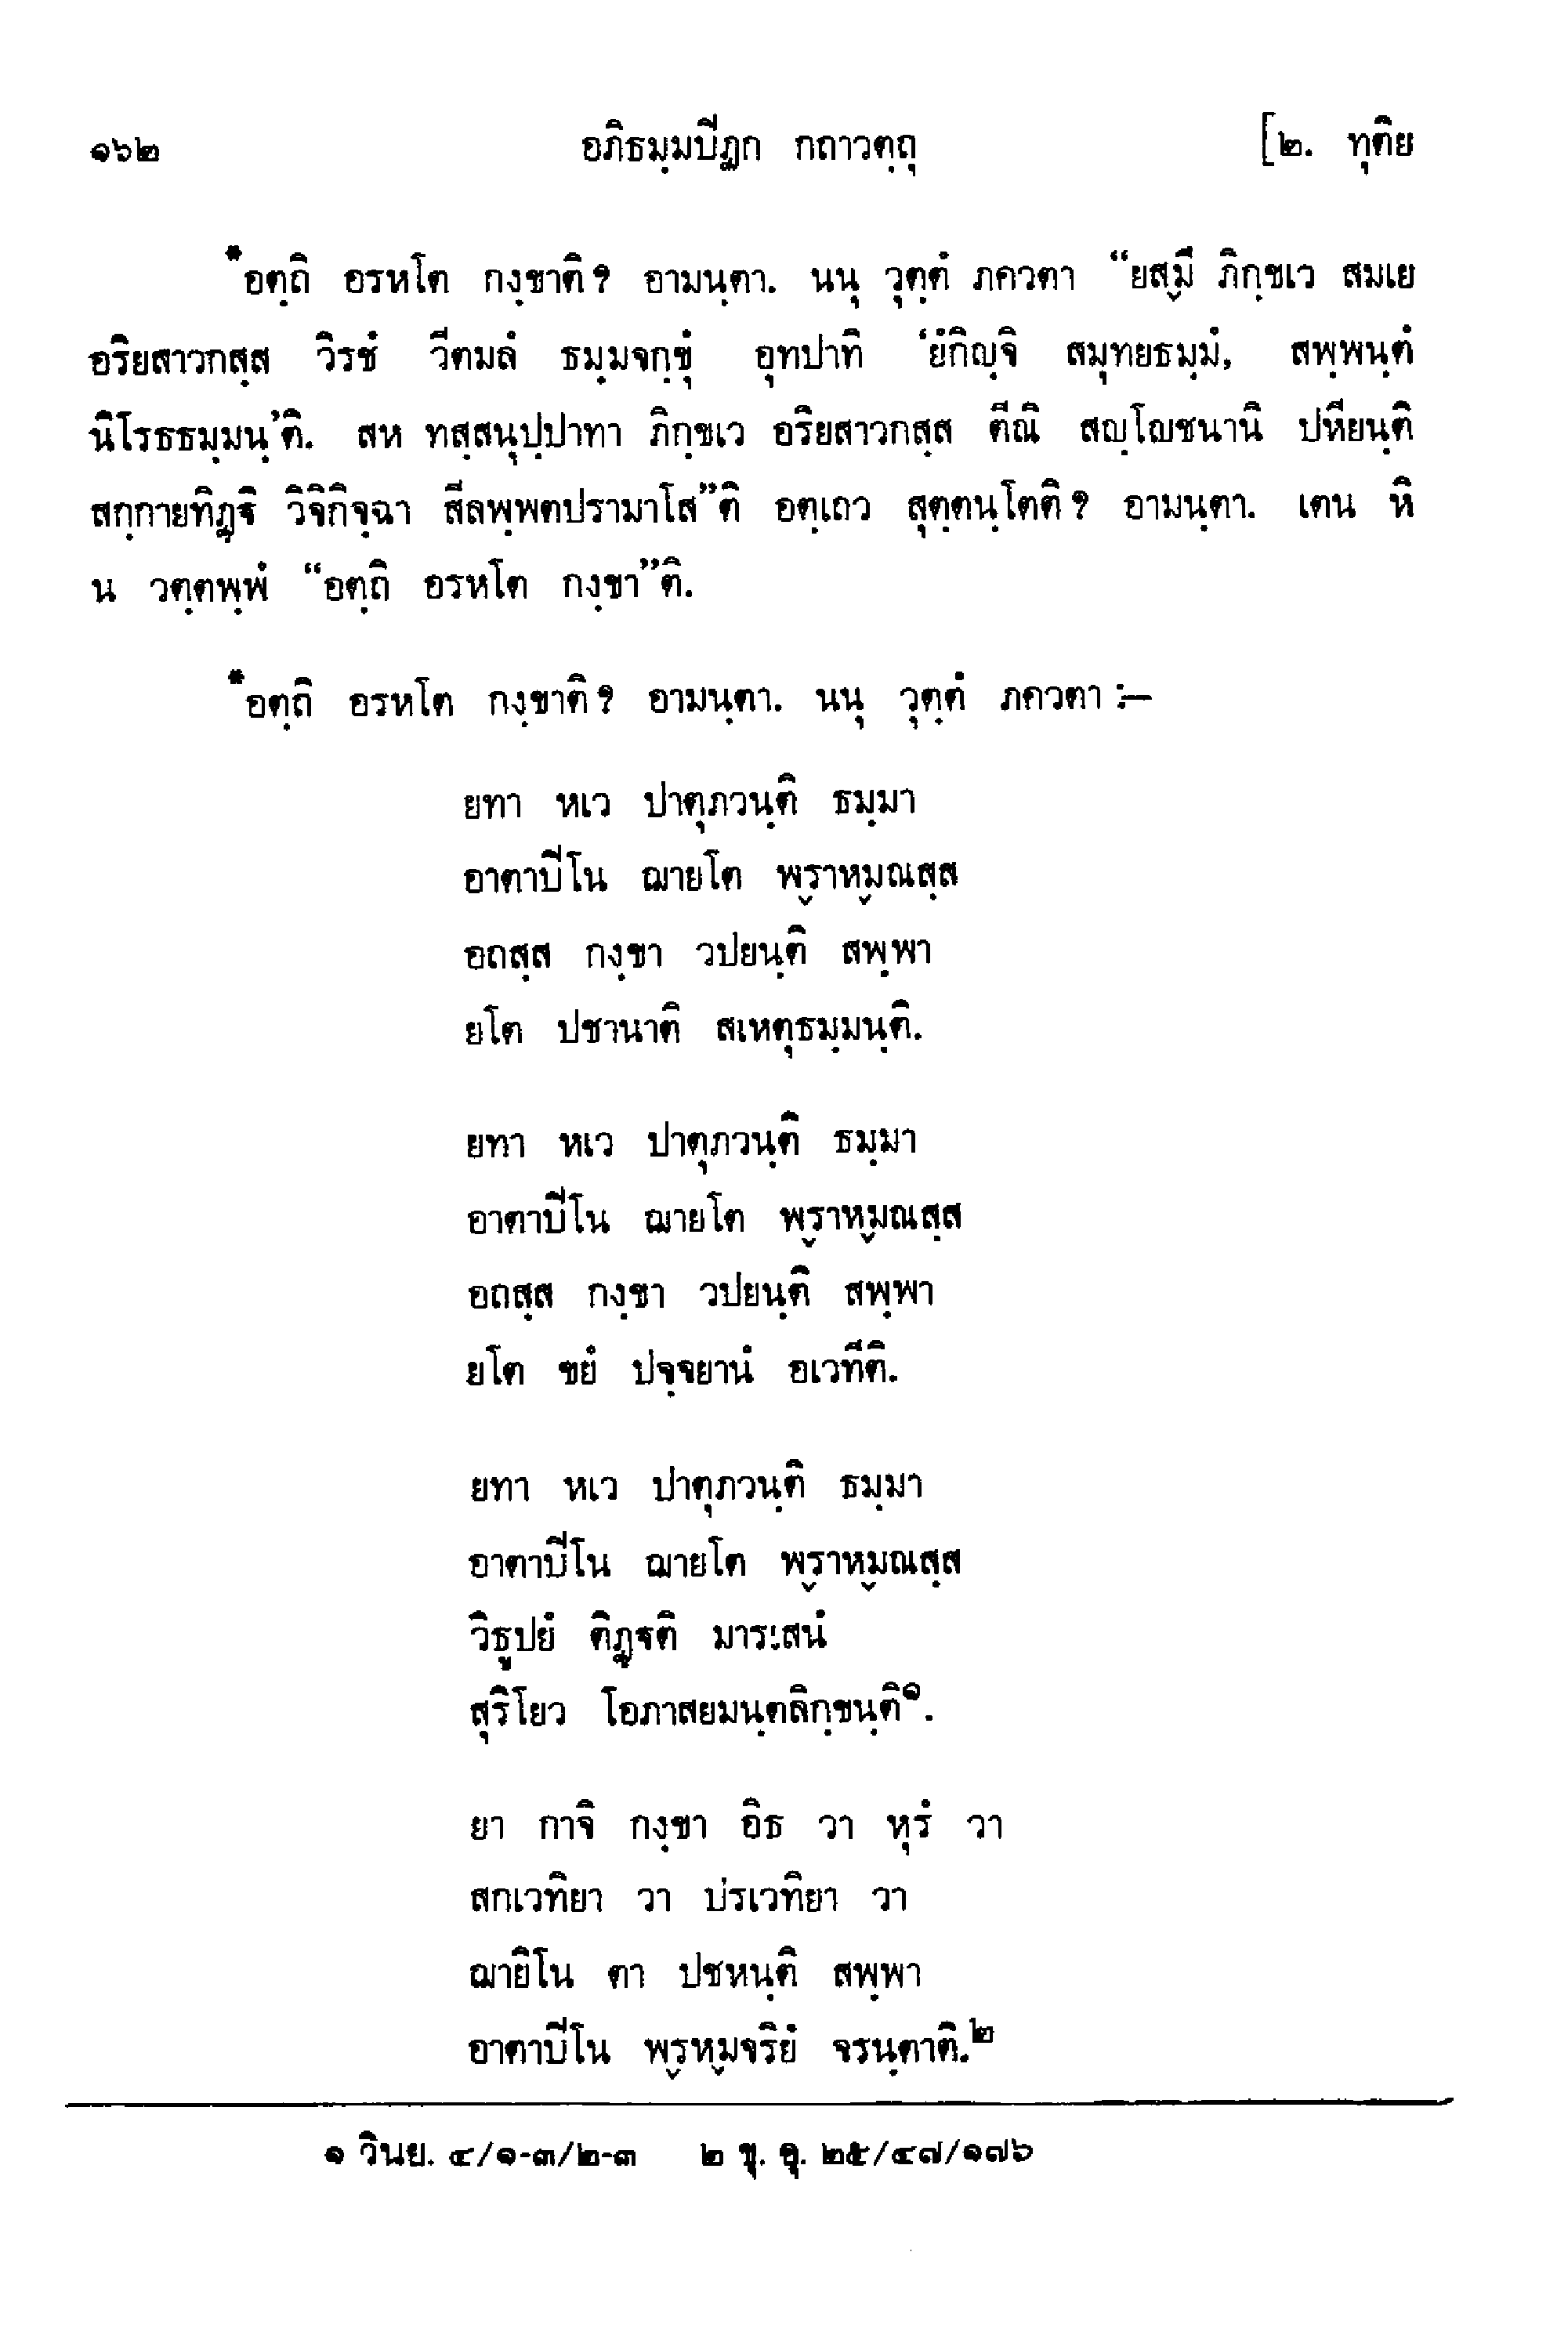 ๑๖๒ อภิธมฺมปิฏก กถาวตฺถุ [๒. ทุติย
*อตฺถิ อรหโต กงฺขาติ? อามนฺตา. นนุ วุตฺตํ ภควตา “ยสฺมึ ภิกฺขเว สมเย
อริยสาวกสฺส วิรชํ วีตมลํ ธมฺมจกฺขุํ อุทปาทิ ‘ยํกิญฺจิ สมุทยธมฺมํ, สพฺพนฺตํ
นิโรธธมฺมนฺ’ติ. สห ทสฺสนุปฺปาทา ภิกฺขเว อริยสาวกสฺส ตีณิ สญฺโญชนานิ ปหียนฺติ
สกฺกายทิฏฺฐิ วิจิกิจฺฉา สีลพฺพตปรามาโส”ติ อตฺเถว สุตฺตนฺโตติ? อามนฺตา. เตน หิ
น วตฺตพฺพํ “อตฺถิ อรหโต กงฺขา”ติ.
*อตฺถิ อรหโต กงฺขาติ? อามนฺตา. นนุ วุตฺตํ ภควตา :—
ยทา หเว ปาตุภวนฺติ ธมฺมา
อาตาปิโน ฌายโต พฺราหฺมณสฺส
อถสฺส กงฺขา วปยนฺติ สพฺพา
ยโต ปชานาติ สเหตุธมฺมนฺติ.
ยทา หเว ปาตุภวนฺติ ธมฺมา
อาตาปิโน ฌายโต พฺราหฺมณสฺส
อถสฺส กงฺขา วปยนฺติ สพฺพา
ยโต ขยํ ปจฺจยานํ อเวทีติ.
ยทา หเว ปาตุภวนฺติ ธมฺมา
อาตาปิโน ฌายโต พฺราหฺมณสฺส
วิธูปยํ ติฏฺฐติ มารเสนํ
สุริโยว โอภาสยมนฺตลิกฺขนฺติ๑.
ยา กาจิ กงฺขา อิธ วา หุรํ วา
สกเวทิยา วา ปรเวทิยา วา
ฌายิโน ตา ปชหนฺติ สพฺพา
อาตาปิโน พฺรหฺมจริยํ จรนฺตาติ.๒
๑ วินย. ๔/๑-๓/๒-๓ ๒ ขุ. อุ. ๒๕/๔๗/๑๗๖